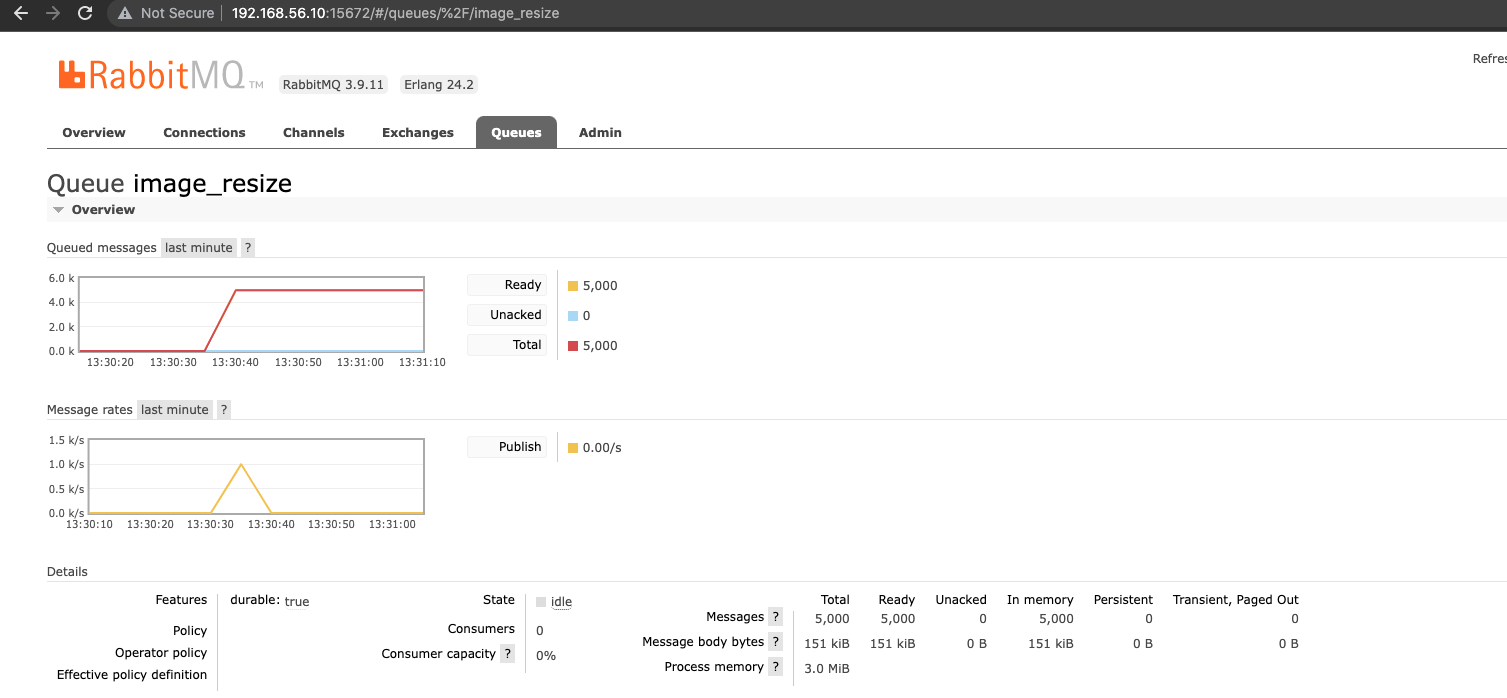 Not Secure 192.168.56.10:15672/#/queues/%2F/image_resize
Refres
RabbitMQ TM RabbitMQ 3.9.11 Erlang 24.2
Overview Connections Channels Exchanges Queues Admin
Queue image_resize
Overview
Queued messages last minute ?
6.0 k
4.0 k
2.0 k
0.0 k
13:30:20 13:30:30 13:30:40 13:30:50 13:31:00 13:31:10
Ready 5,000
Unacked 0
Total 5,000
Message rates last minute ?
1.5 k/s
1.0 k/s
0.5 k/s
0.0 k/s
13:30:10 13:30:20 13:30:30 13:30:40 13:30:50 13:31:00
Publish 0.00/s
Details
Features durable: true
Policy
Operator policy
Effective policy definition
State idle
Consumers 0
Consumer capacity ? 0%
Total Ready Unacked In memory Persistent Transient, Paged Out
Messages ? 5,000 5,000 0 5,000 0 0
Message body bytes ? 151 kiB 151 kiB 0 B 151 kiB 0 B 0 B
Process memory ? 3.0 MiB